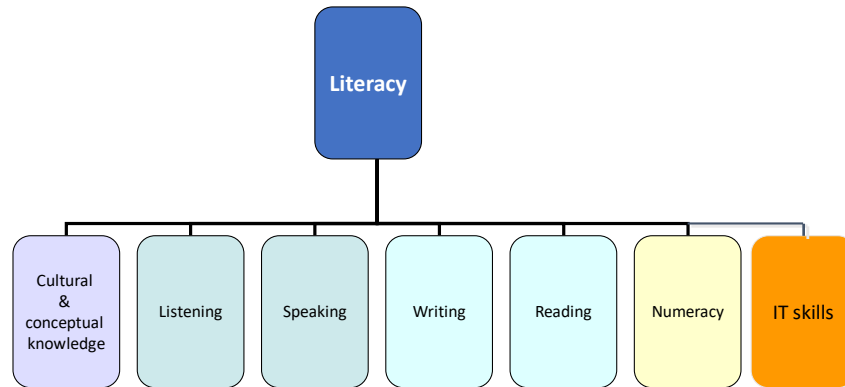 Literacy
Cultural
&
conceptual
knowledge
Listening
Speaking
Writing
Reading
Numeracy
IT skills